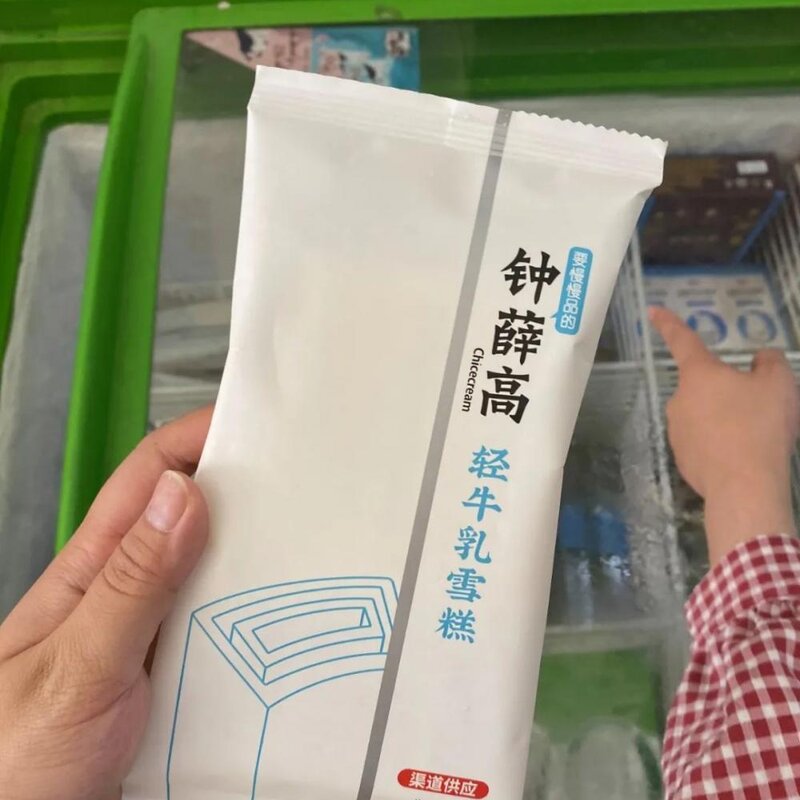 要慢慢品的
钟薛高
Chicecream
轻牛乳雪糕
渠道供应